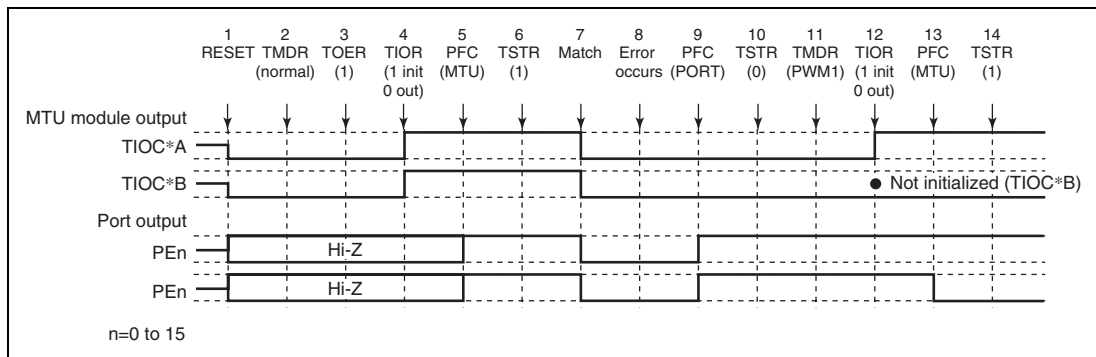 1 2 3 4 5 6 7 8 9 10 11 12 13 14
RESET TMDR TOER TIOR PFC TSTR Match Error PFC TSTR TMDR TIOR PFC TSTR
(normal) (1) (1 init (MTU) (1) occurs (PORT) (0) (PWM1) (1 init (MTU) (1)
0 out) 0 out)
MTU module output
TIOC*A
TIOC*B
● Not initialized (TIOC*B)
Port output
PEn
Hi-Z
PEn
Hi-Z
n=0 to 15